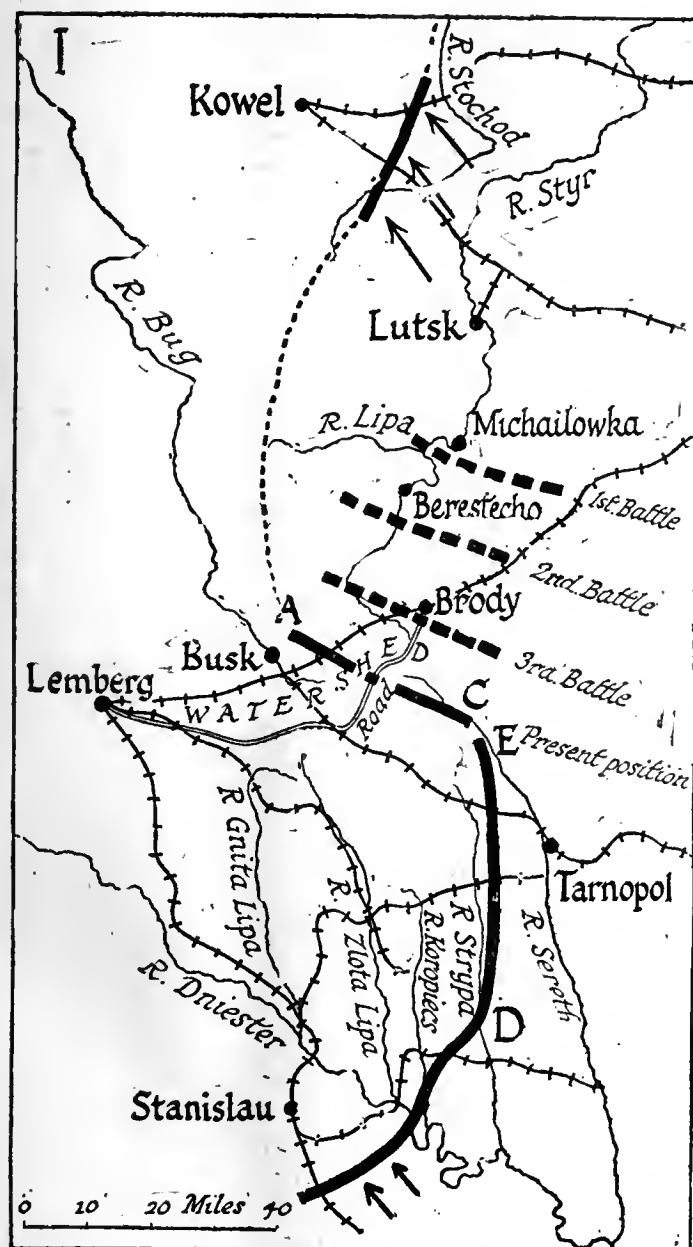 I
Kowel
R. Stochod
R. Styr
R. Bug
Lutsk
R. Lipa
Michailowka
Berestecho
1st. Battle
2nd. Battle
Brody
3rd. Battle
A
Busk
Lemberg
WATERSHED
Road
C
E
Present position
Tarnopol
R Gnita Lipa
R. Zlota Lipa
R. Koropiecs
R Strypa
R. Sereth
R. Dniester
D
Stanislau
0 10 20 Miles 40